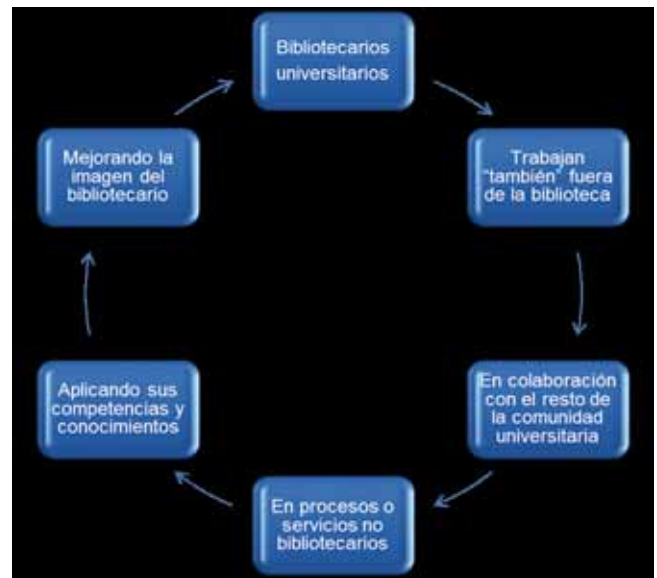 Bibliotecarios
universitarios
Trabajan
"también" fuera
de la biblioteca
En colaboración
con el resto de
la comunidad
universitaria
En procesos o
servicios no
bibliotecarios
Aplicando sus
competencias y
conocimientos
Mejorando la
imagen del
bibliotecario